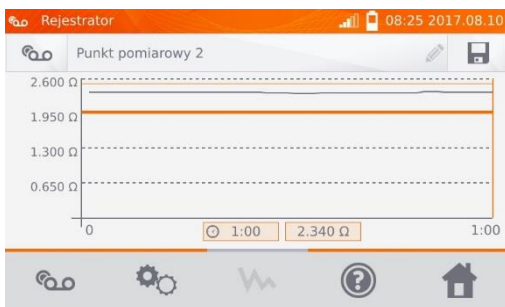 Rejestrator 08:25 2017.08.10
Punkt pomiarowy 2
2.600 Ω
1.950 Ω
1.300 Ω
0.650 Ω
0 1:00 2.340 Ω 1:00
?